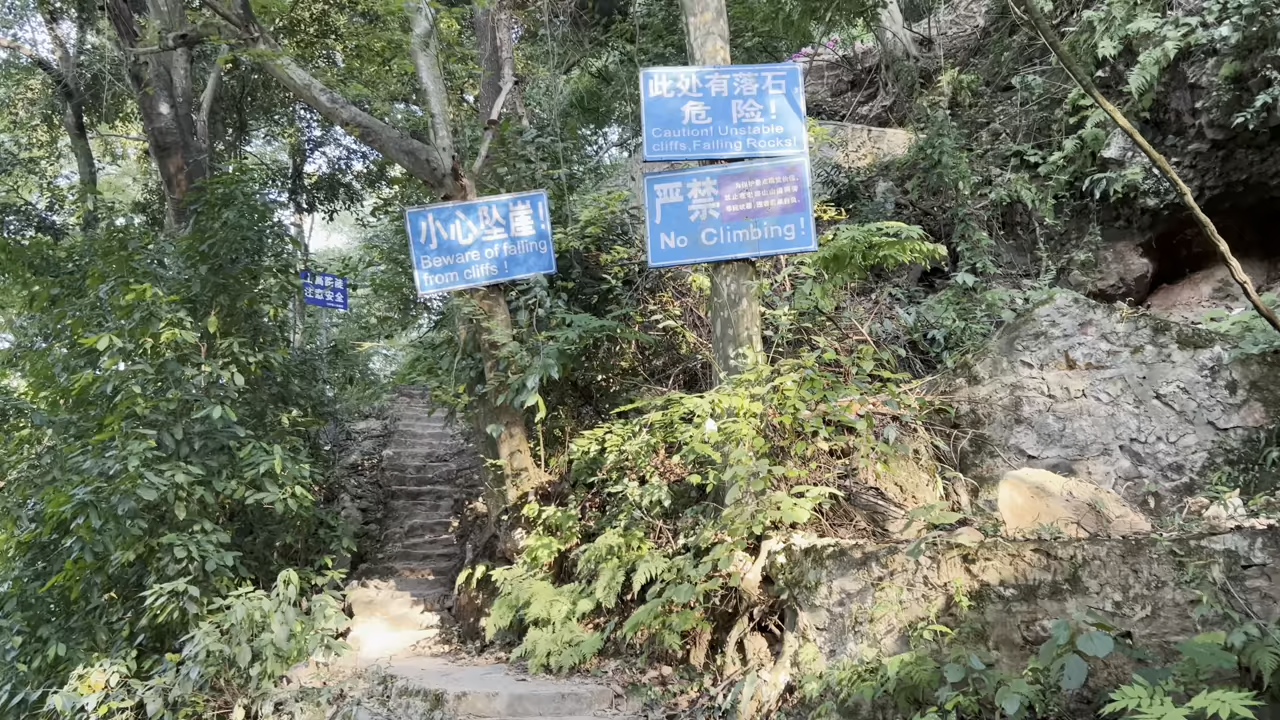 此处有落石
危 险!
Caution! Unstable
cliffs,Falling Rocks!
严禁
No Climbing!
小心坠崖!
Beware of falling
from cliffs !
注意安全